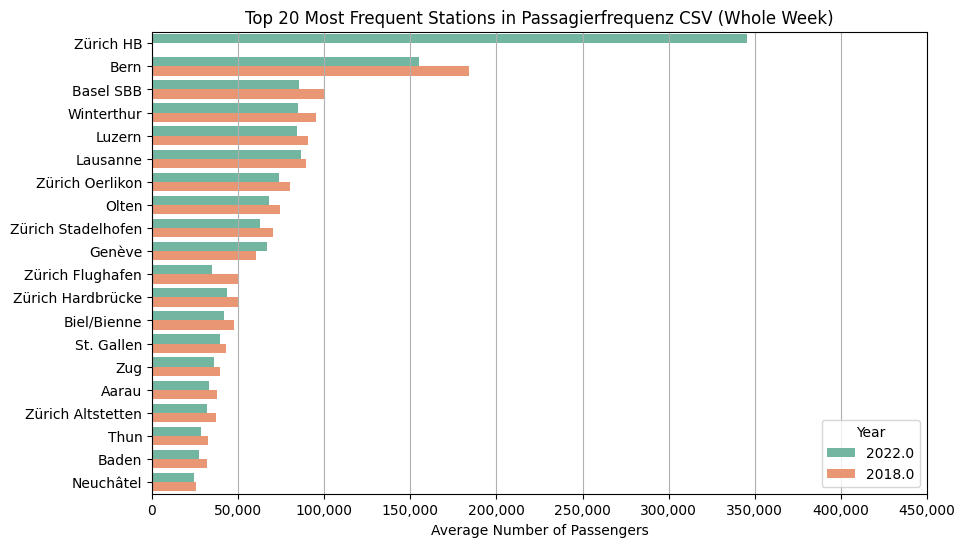 Top 20 Most Frequent Stations in Passagierfrequenz CSV (Whole Week)
Zürich HB
Bern
Basel SBB
Winterthur
Luzern
Lausanne
Zürich Oerlikon
Olten
Zürich Stadelhofen
Genève
Zürich Flughafen
Zürich Hardbrücke
Biel/Bienne
St. Gallen
Zug
Aarau
Zürich Altstetten
Thun
Baden
Neuchâtel
Year
2022.0
2018.0
0 50,000 100,000 150,000 200,000 250,000 300,000 350,000 400,000 450,000
Average Number of Passengers